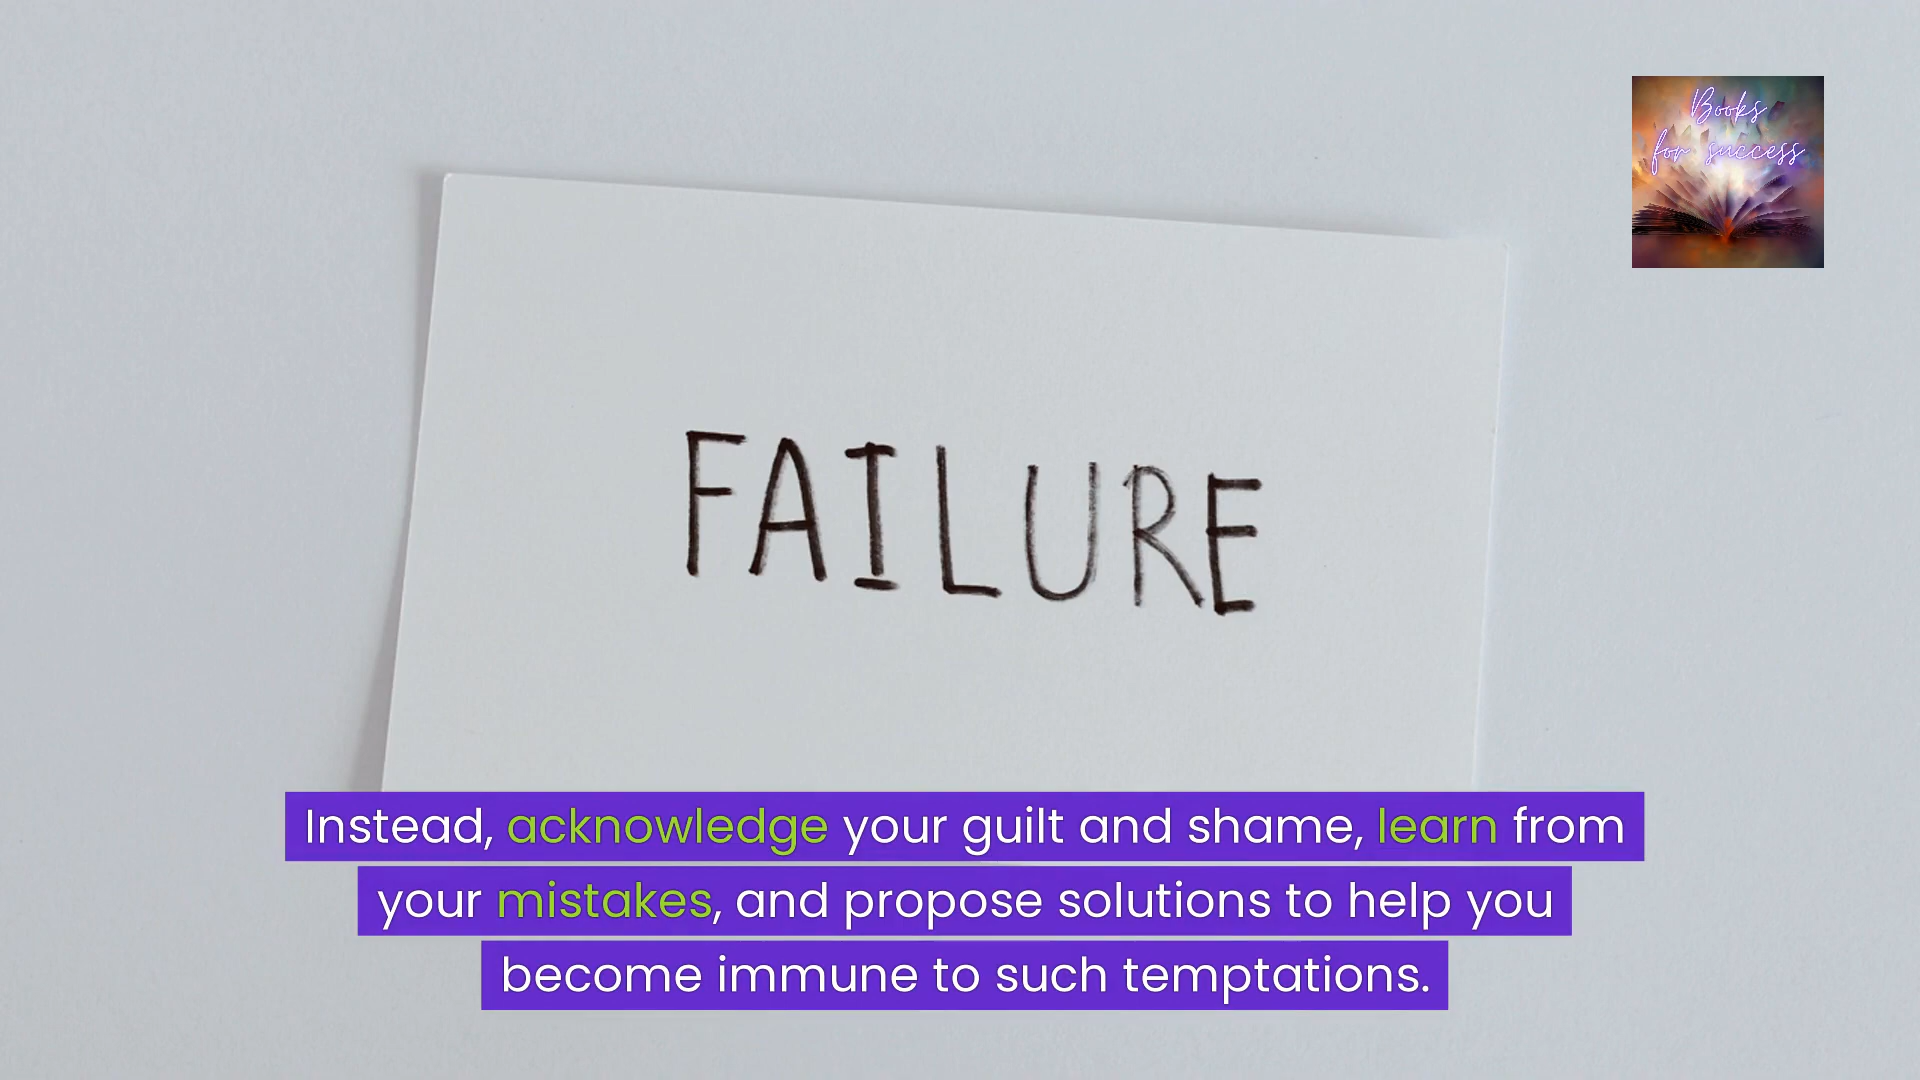 Books
for success
FAILURE
Instead, acknowledge your guilt and shame, learn from
your mistakes, and propose solutions to help you
become immune to such temptations.